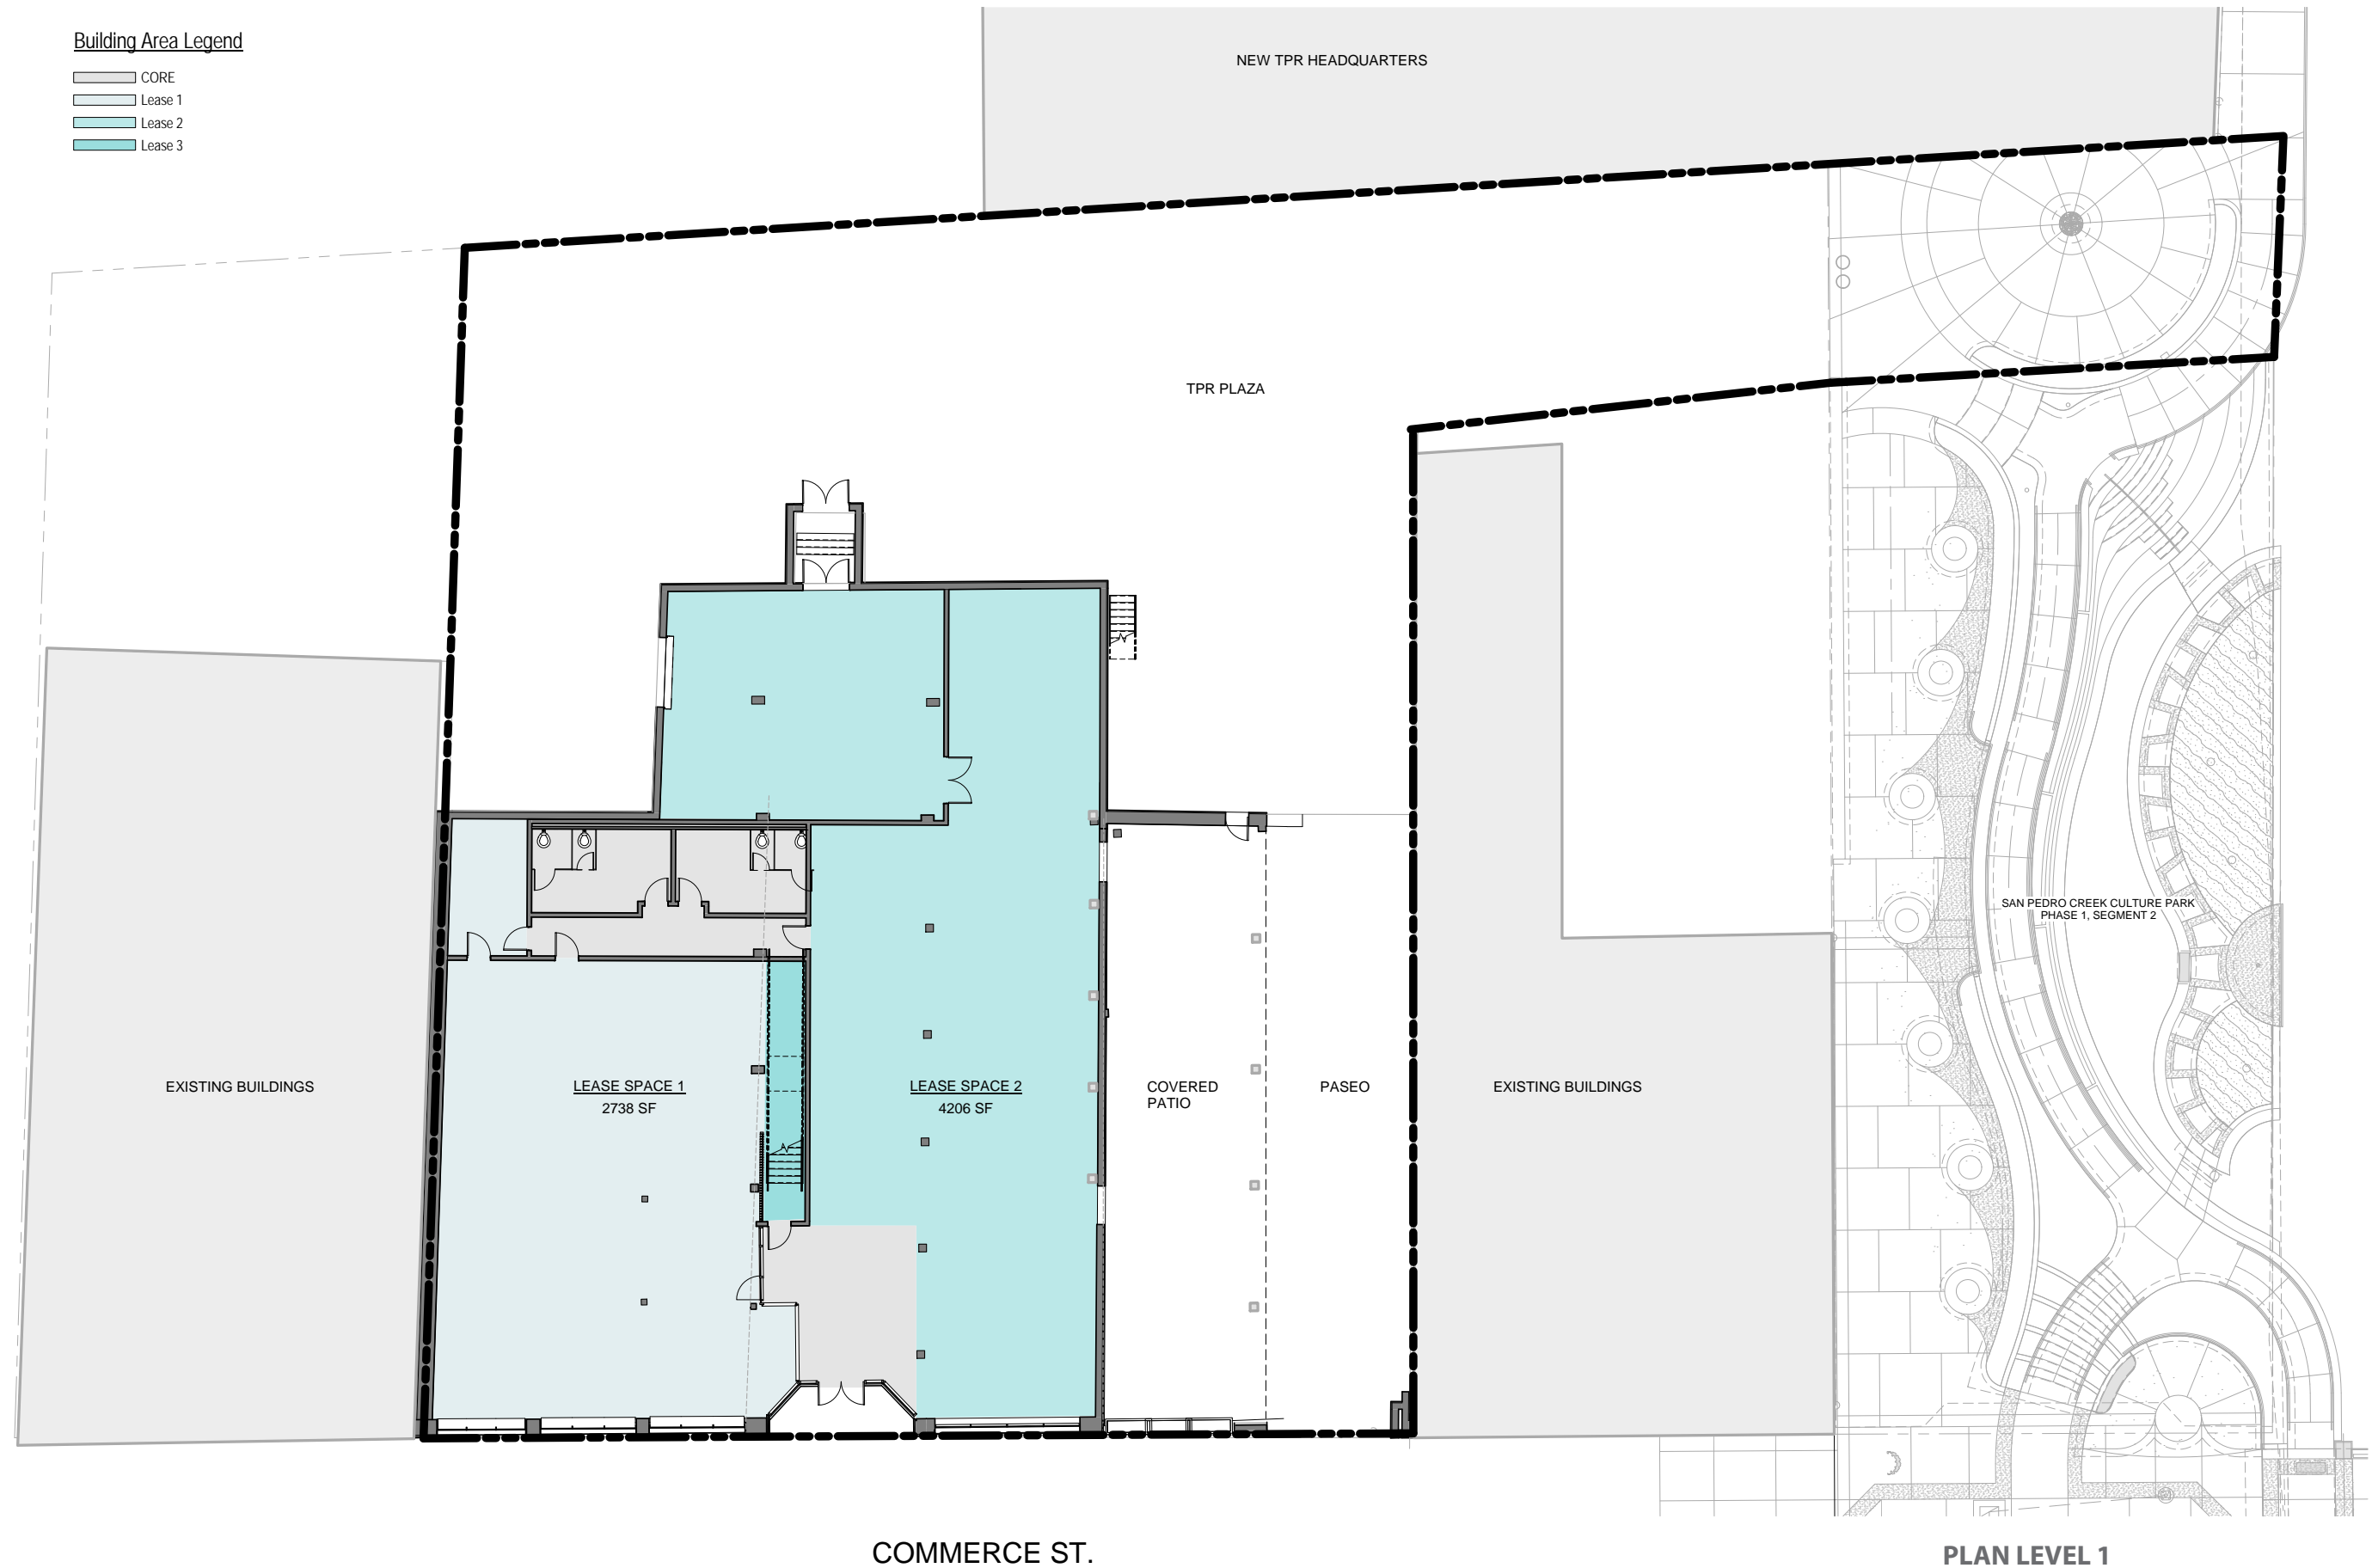 Building Area Legend
CORE
Lease 1
Lease 2
Lease 3
NEW TPR HEADQUARTERS
TPR PLAZA
SAN PEDRO CREEK CULTURE PARK
PHASE 1, SEGMENT 2
EXISTING BUILDINGS
LEASE SPACE 1
2738 SF
LEASE SPACE 2
4206 SF
COVERED
PATIO
PASEO
EXISTING BUILDINGS
COMMERCE ST.
PLAN LEVEL 1